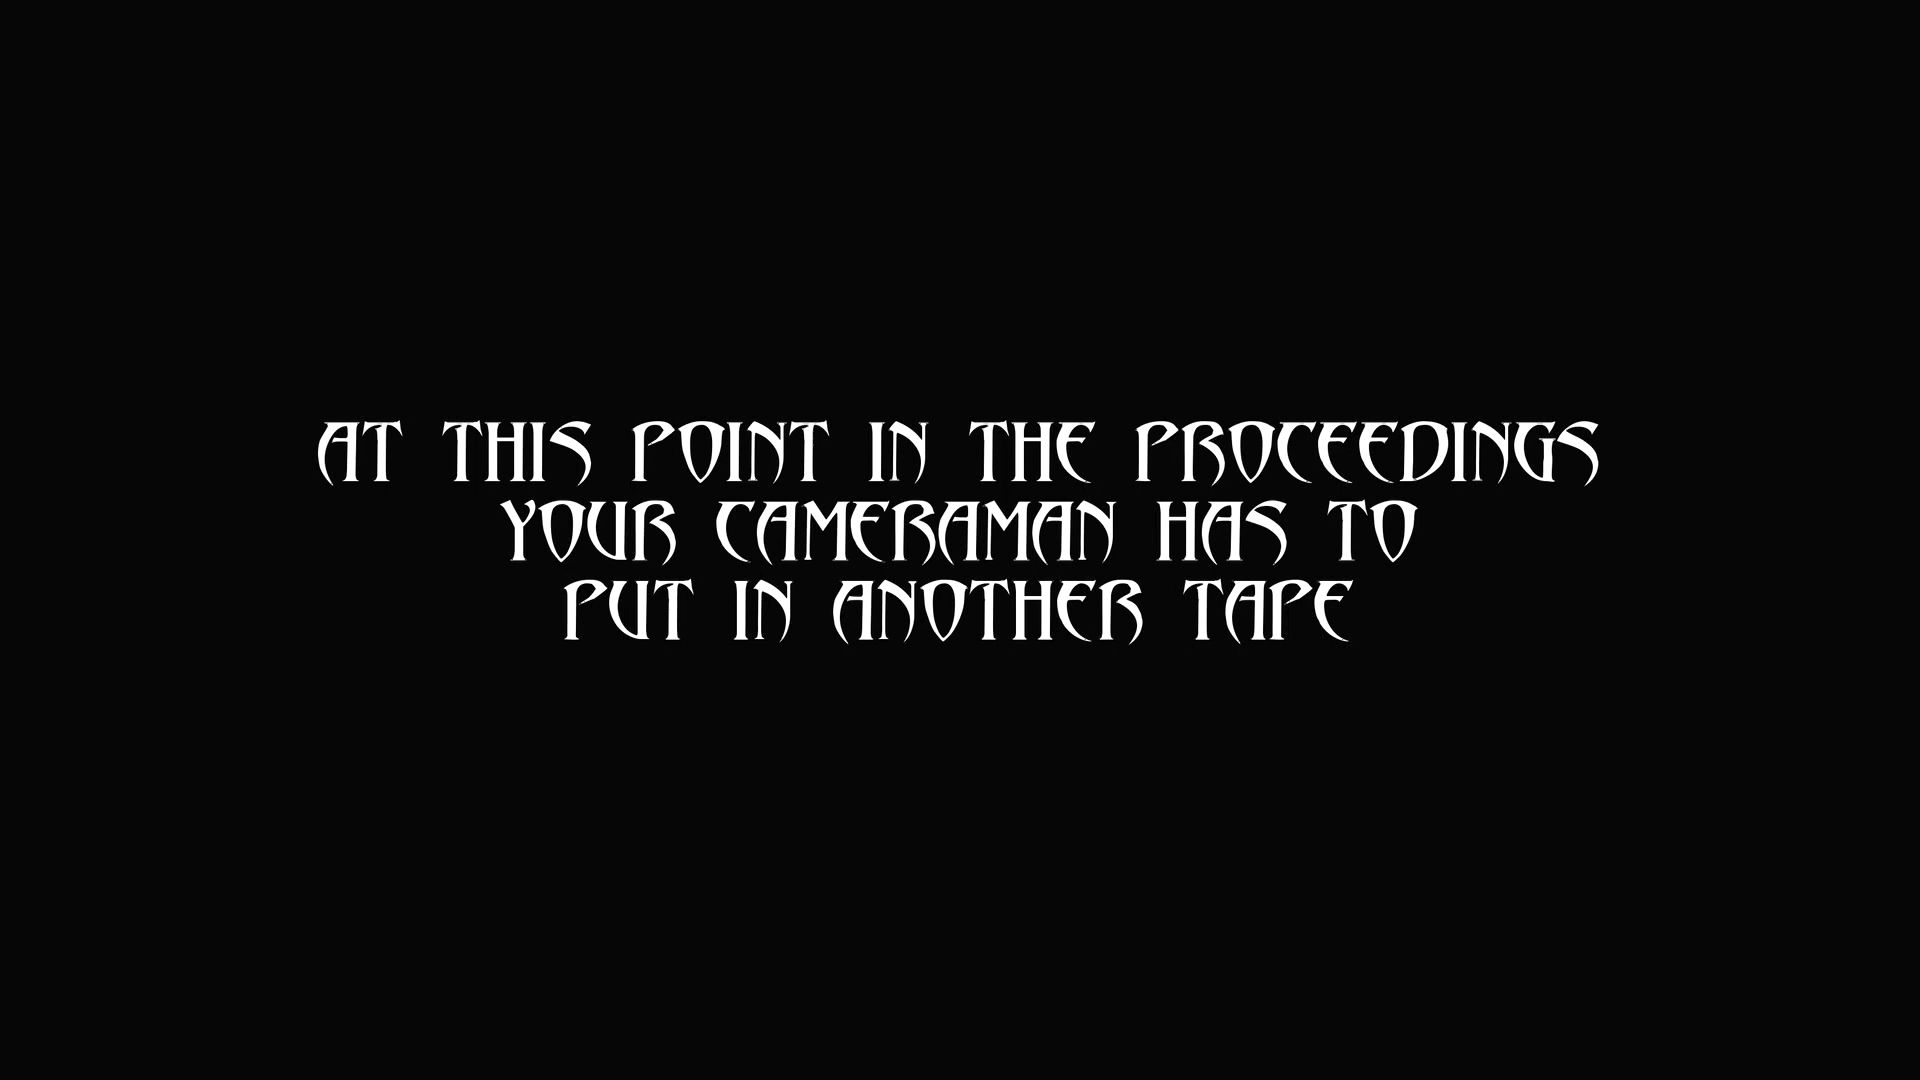 AT THIS POINT IN THE PROCEEDINGS
YOUR CAMERAMAN HAS TO
PUT IN ANOTHER TAPE